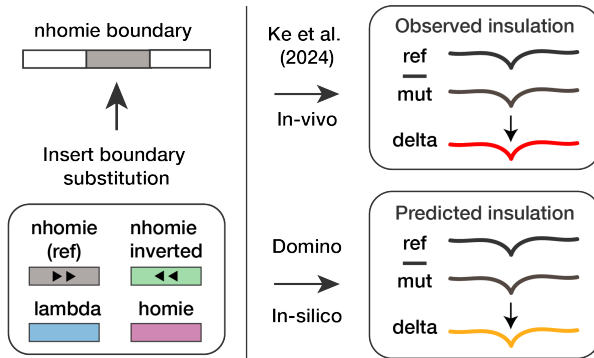 nhomie boundary
Insert boundary
substitution
nhomie
(ref)
nhomie
inverted
lambda
homie
Ke et al.
(2024)
In-vivo
Observed insulation
ref
mut
delta
Domino
In-silico
Predicted insulation
ref
mut
delta